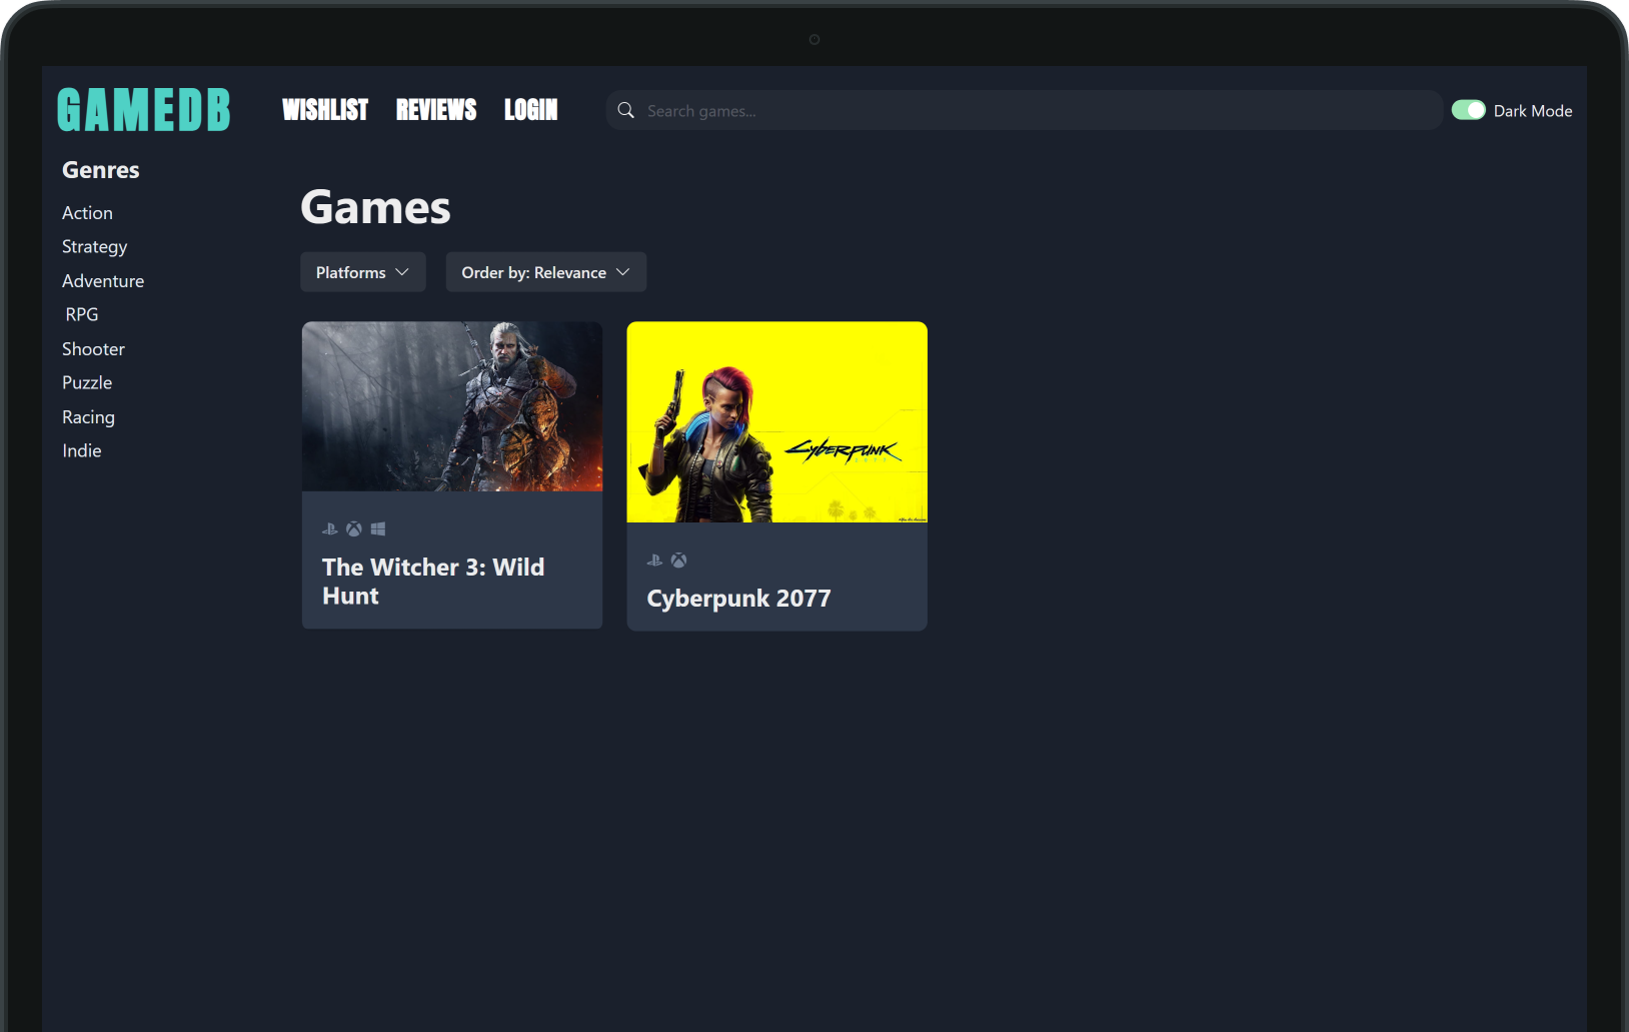 GAMEDB
WISHLIST
REVIEWS
LOGIN
Search games...
Dark Mode
Genres
Action
Strategy
Adventure
RPG
Shooter
Puzzle
Racing
Indie
Games
Platforms
Order by: Relevance
CYBERPUNK
The Witcher 3: Wild
Hunt
Cyberpunk 2077